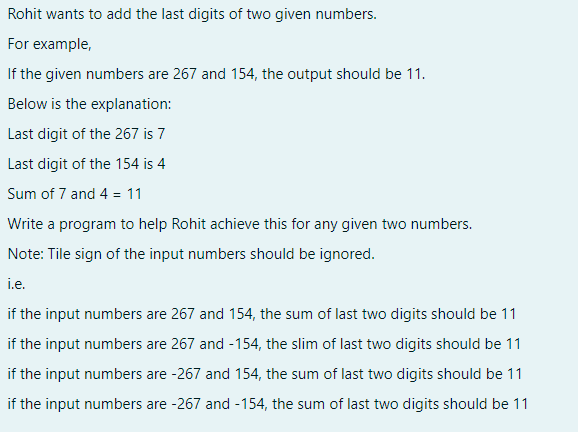 Rohit wants to add the last digits of two given numbers.
For example,
If the given numbers are 267 and 154, the output should be 11.
Below is the explanation:
Last digit of the 267 is 7
Last digit of the 154 is 4
Sum of 7 and 4 = 11
Write a program to help Rohit achieve this for any given two numbers.
Note: Tile sign of the input numbers should be ignored.
i.e.
if the input numbers are 267 and 154, the sum of last two digits should be 11
if the input numbers are 267 and -154, the slim of last two digits should be 11
if the input numbers are -267 and 154, the sum of last two digits should be 11
if the input numbers are -267 and -154, the sum of last two digits should be 11